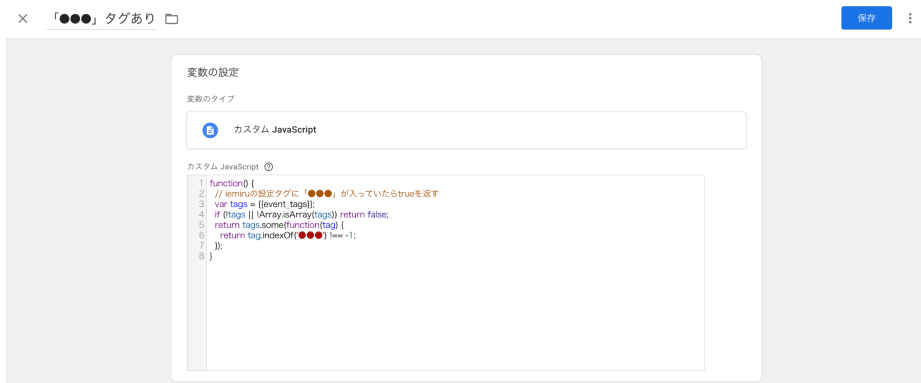 「●●●」タグあり
保存
変数の設定
変数のタイプ
カスタム JavaScript
カスタム JavaScript
1 function() {
2 // iemiruの設定タグに「●●●」が入っていたらtrueを返す
3 var tags = {{event_tags}};
4 if (!tags || !Array.isArray(tags)) return false;
5 return tags.some(function(tag) {
6 return tag.indexOf('●●●') !== -1;
7 });
8 }